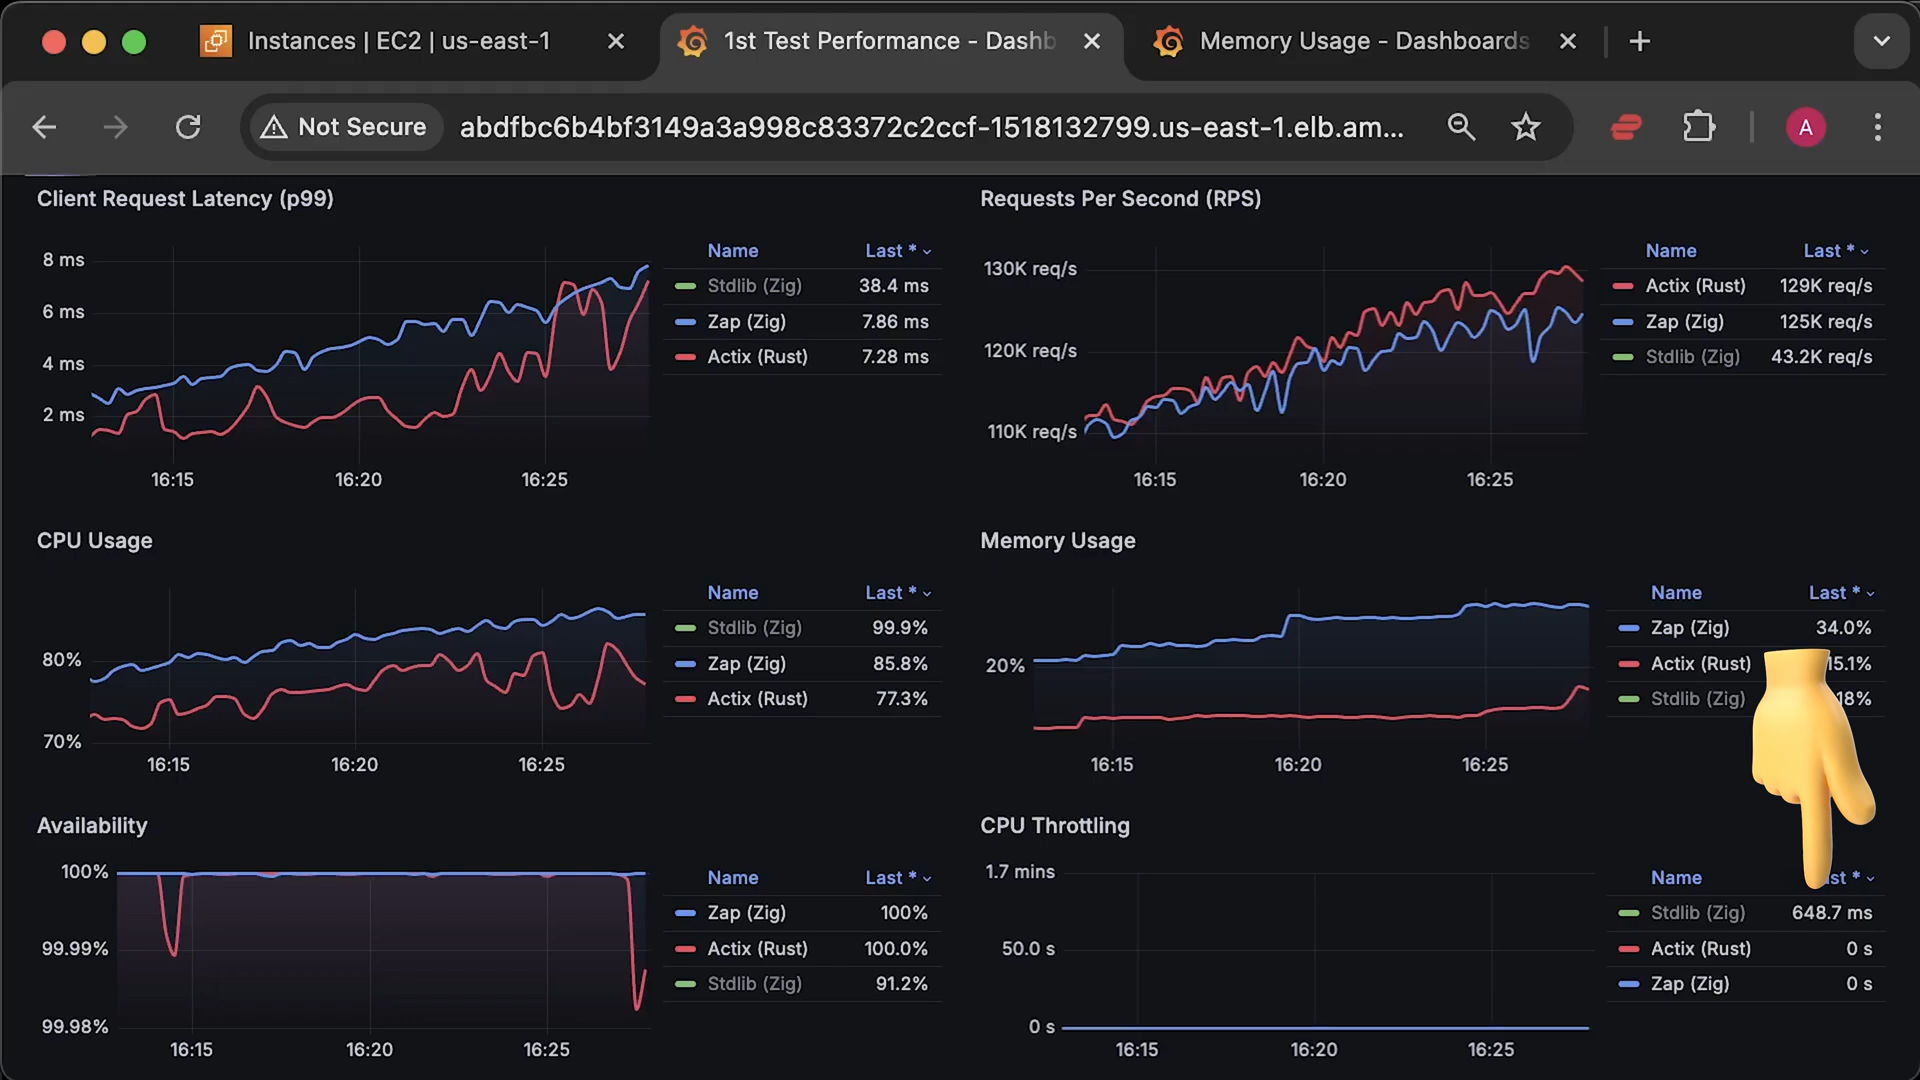 Instances | EC2 | us-east-1
1st Test Performance - Dashb
Memory Usage - Dashboards
Not Secure
abdfbc6b4bf3149a3a998c83372c2ccf-1518132799.us-east-1.elb.am...
A
Client Request Latency (p99)
8 ms
6 ms
4 ms
2 ms
16:15 16:20 16:25
Name Last *
Stdlib (Zig) 38.4 ms
Zap (Zig) 7.86 ms
Actix (Rust) 7.28 ms
Requests Per Second (RPS)
130K req/s
120K req/s
110K req/s
16:15 16:20 16:25
Name Last *
Actix (Rust) 129K req/s
Zap (Zig) 125K req/s
Stdlib (Zig) 43.2K req/s
CPU Usage
80%
70%
16:15 16:20 16:25
Name Last *
Stdlib (Zig) 99.9%
Zap (Zig) 85.8%
Actix (Rust) 77.3%
Memory Usage
20%
16:15 16:20 16:25
Name Last *
Zap (Zig) 34.0%
Actix (Rust) 15.1%
Stdlib (Zig)
Availability
100%
99.99%
99.98%
16:15 16:20 16:25
Name Last *
Zap (Zig) 100%
Actix (Rust) 100.0%
Stdlib (Zig) 91.2%
CPU Throttling
1.7 mins
50.0 s
0 s
16:15 16:20 16:25
Name Last *
Stdlib (Zig) 648.7 ms
Actix (Rust) 0 s
Zap (Zig) 0 s